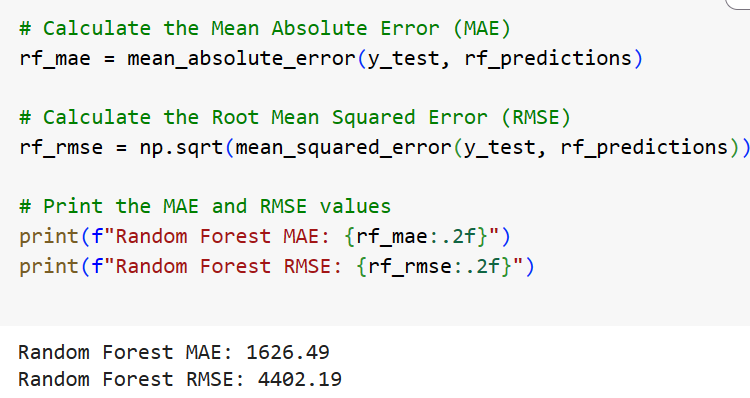 # Calculate the Mean Absolute Error (MAE)
rf_mae = mean_absolute_error(y_test, rf_predictions)
# Calculate the Root Mean Squared Error (RMSE)
rf_rmse = np.sqrt(mean_squared_error(y_test, rf_predictions))
# Print the MAE and RMSE values
print(f"Random Forest MAE: {rf_mae:.2f}")
print(f"Random Forest RMSE: {rf_rmse:.2f}")
Random Forest MAE: 1626.49
Random Forest RMSE: 4402.19